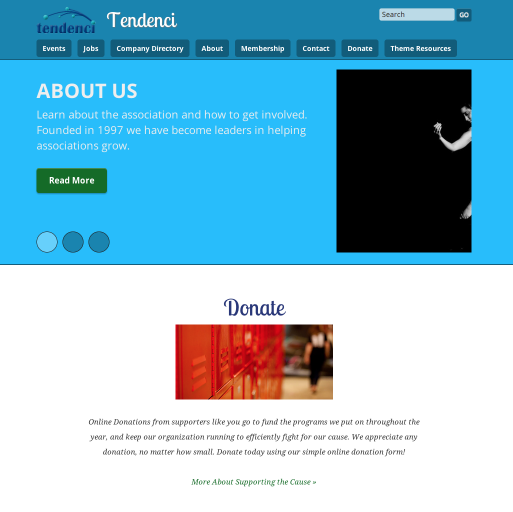 tendenci
Tendenci
Search
GO
Events
Jobs
Company Directory
About
Membership
Contact
Donate
Theme Resources
ABOUT US
Learn about the association and how to get involved.
Founded in 1997 we have become leaders in helping
associations grow.
Read More
Donate
Online Donations from supporters like you go to fund the programs we put on throughout the
year, and keep our organization running to efficiently fight for our cause. We appreciate any
donation, no matter how small. Donate today using our simple online donation form!
More About Supporting the Cause »